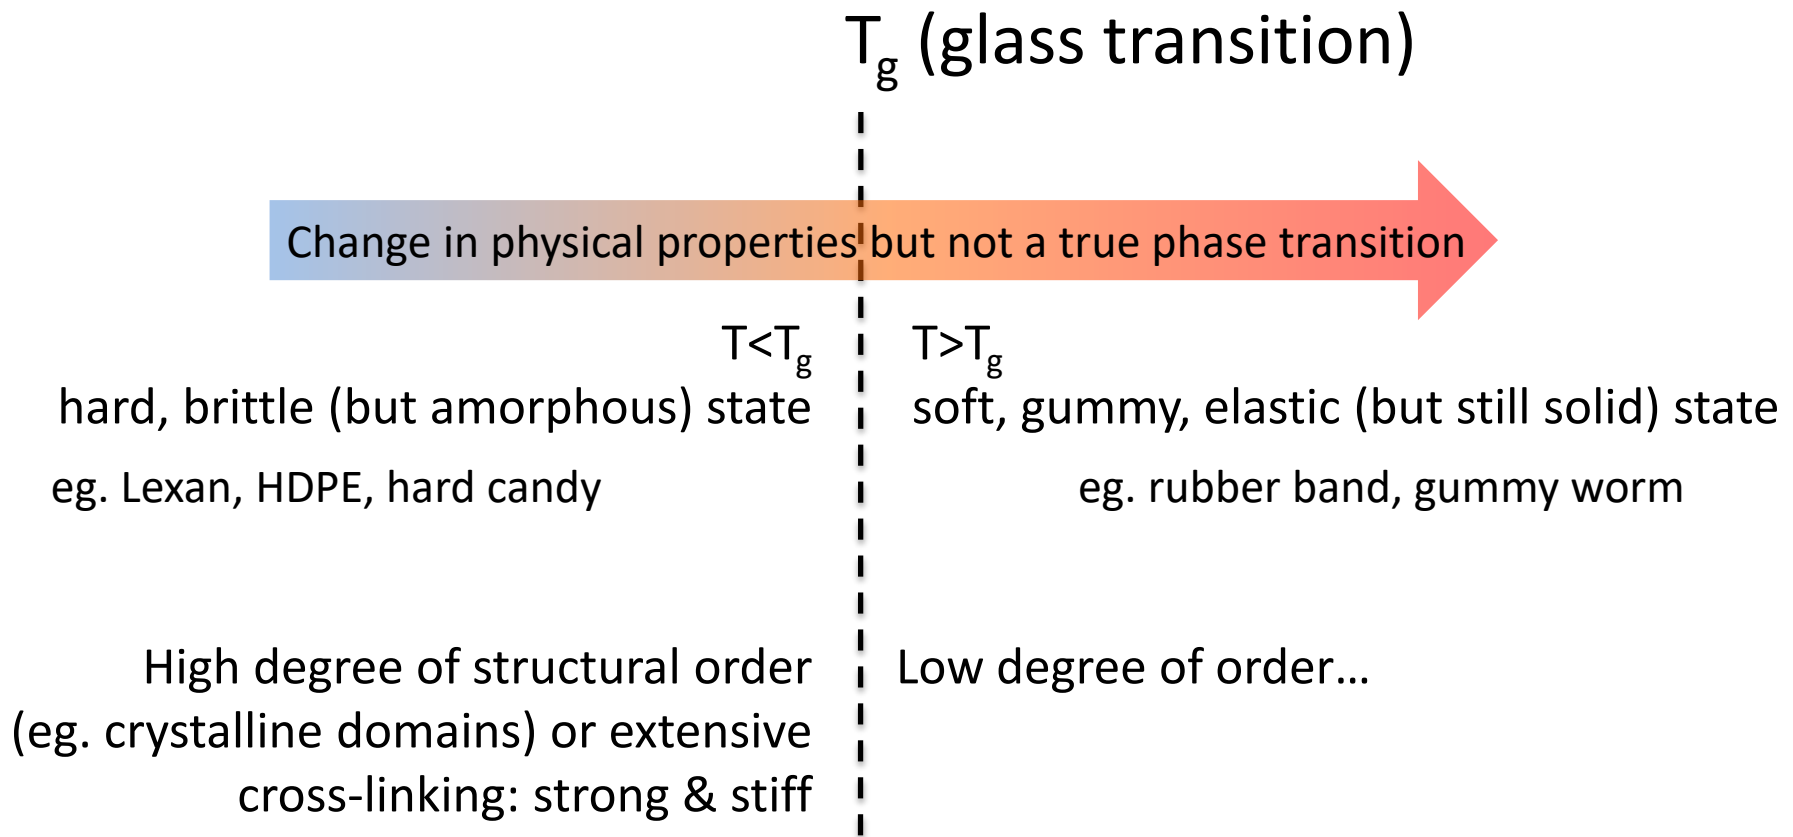 Tg (glass transition)
Change in physical properties but not a true phase transition
T<Tg
T>Tg
hard, brittle (but amorphous) state
soft, gummy, elastic (but still solid) state
eg. Lexan, HDPE, hard candy
eg. rubber band, gummy worm
High degree of structural order
(eg. crystalline domains) or extensive
cross-linking: strong & stiff
Low degree of order...